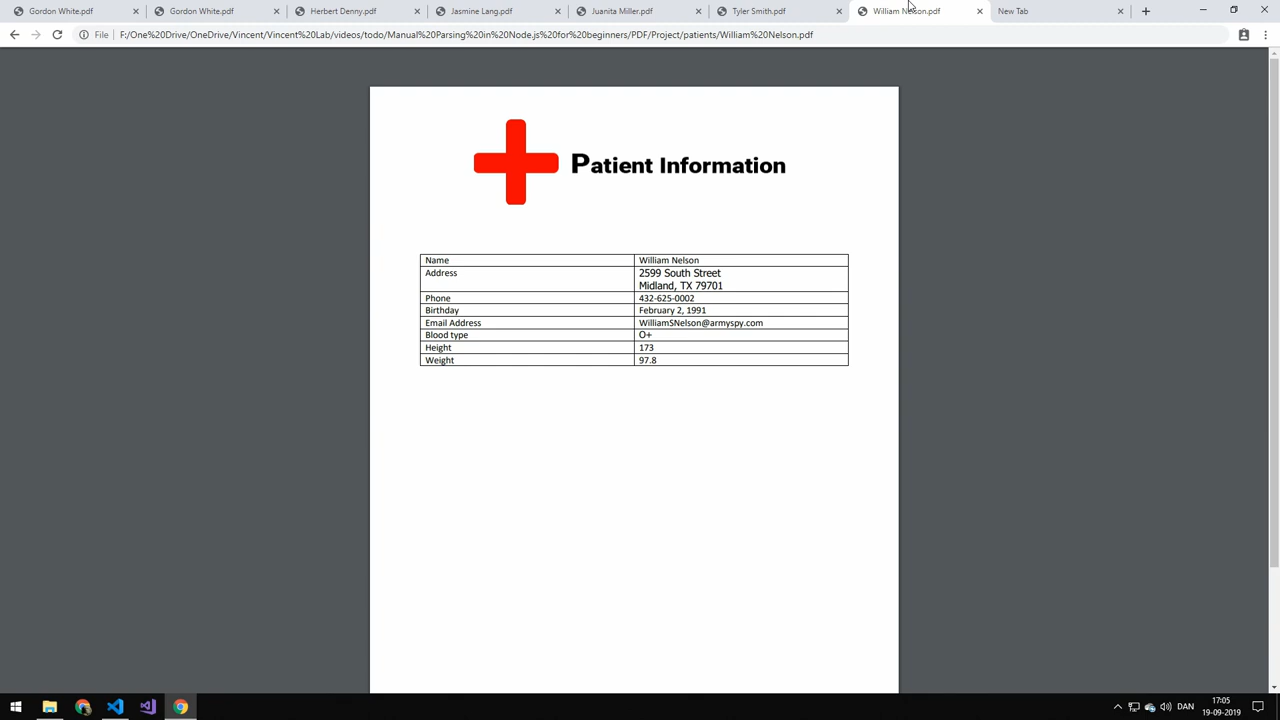 Gordon White.pdf Gordon White.pdf Herbert Denny.pdf Jasmine Lang.pdf Juanita Miller.pdf Tyler Smith.pdf William Nelson.pdf New Tab
File F:/One%20Drive/OneDrive/Vincent/Vincent%20Lab/videos/todo/Manual%20Parsing%20in%20Node.js%20for%20beginners/PDF/Project/patients/William%20Nelson.pdf
Patient Information
Name William Nelson
Address 2599 South Street
Midland, TX 79701
Phone 432-625-0002
Birthday February 2, 1991
Email Address WilliamSNelson@armyspy.com
Blood type O+
Height 173
Weight 97.8
DAN 17:05
19-09-2019